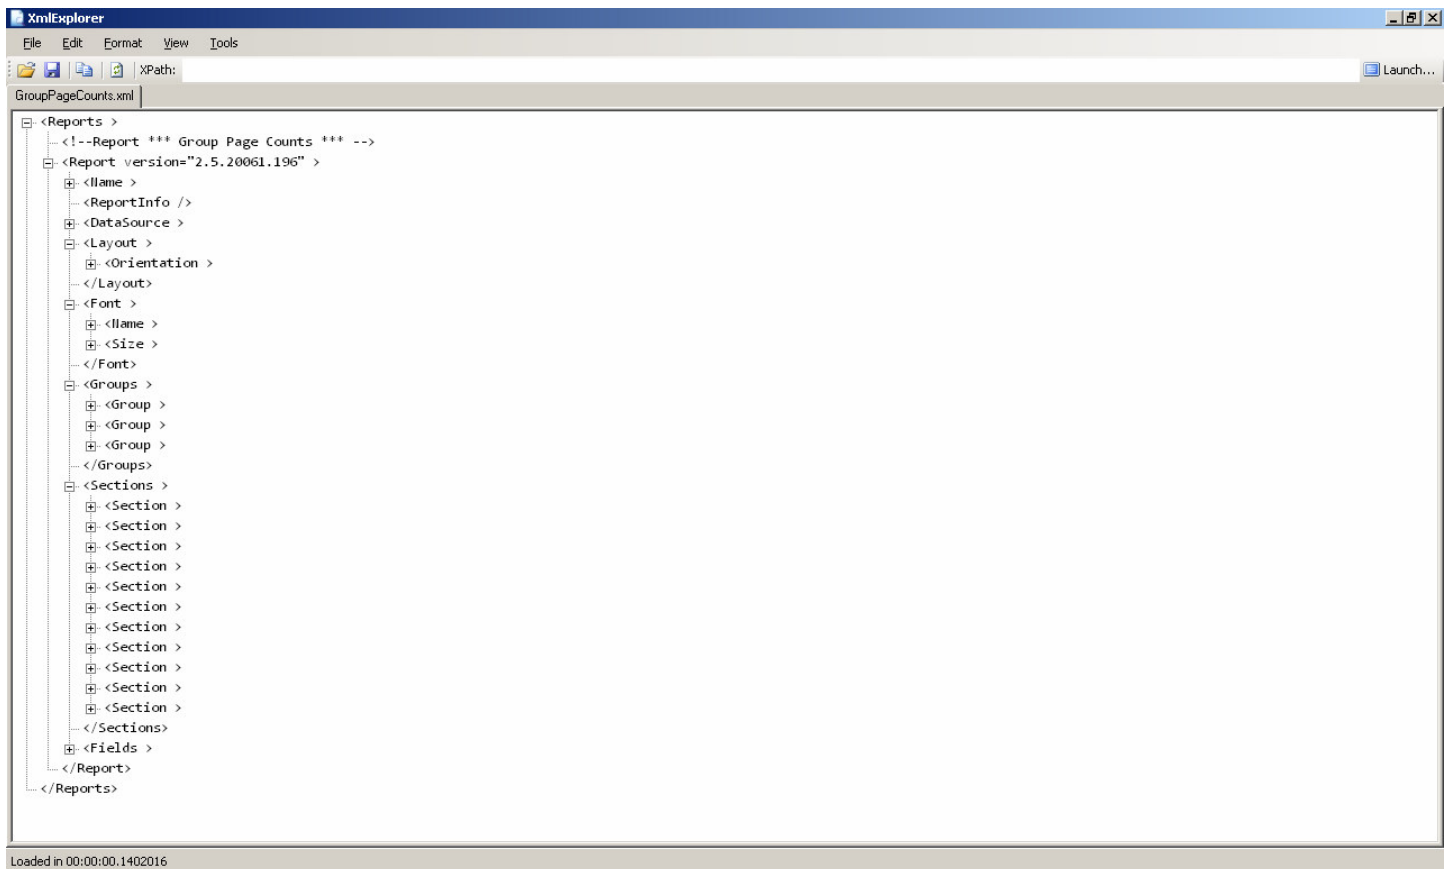 XmlExplorer
File Edit Format View Tools
XPath: Launch...
GroupPageCounts.xml
<Reports >
<!--Report *** Group Page Counts *** -->
<Report version="2.5.20061.196" >
<Name >
<ReportInfo />
<DataSource >
<Layout >
<Orientation >
</Layout>
<Font >
<Name >
<Size >
</Font>
<Groups >
<Group >
<Group >
<Group >
</Groups>
<Sections >
<Section >
<Section >
<Section >
<Section >
<Section >
<Section >
<Section >
<Section >
<Section >
<Section >
<Section >
</Sections>
<Fields >
</Report>
</Reports>
Loaded in 00:00:00.1402016